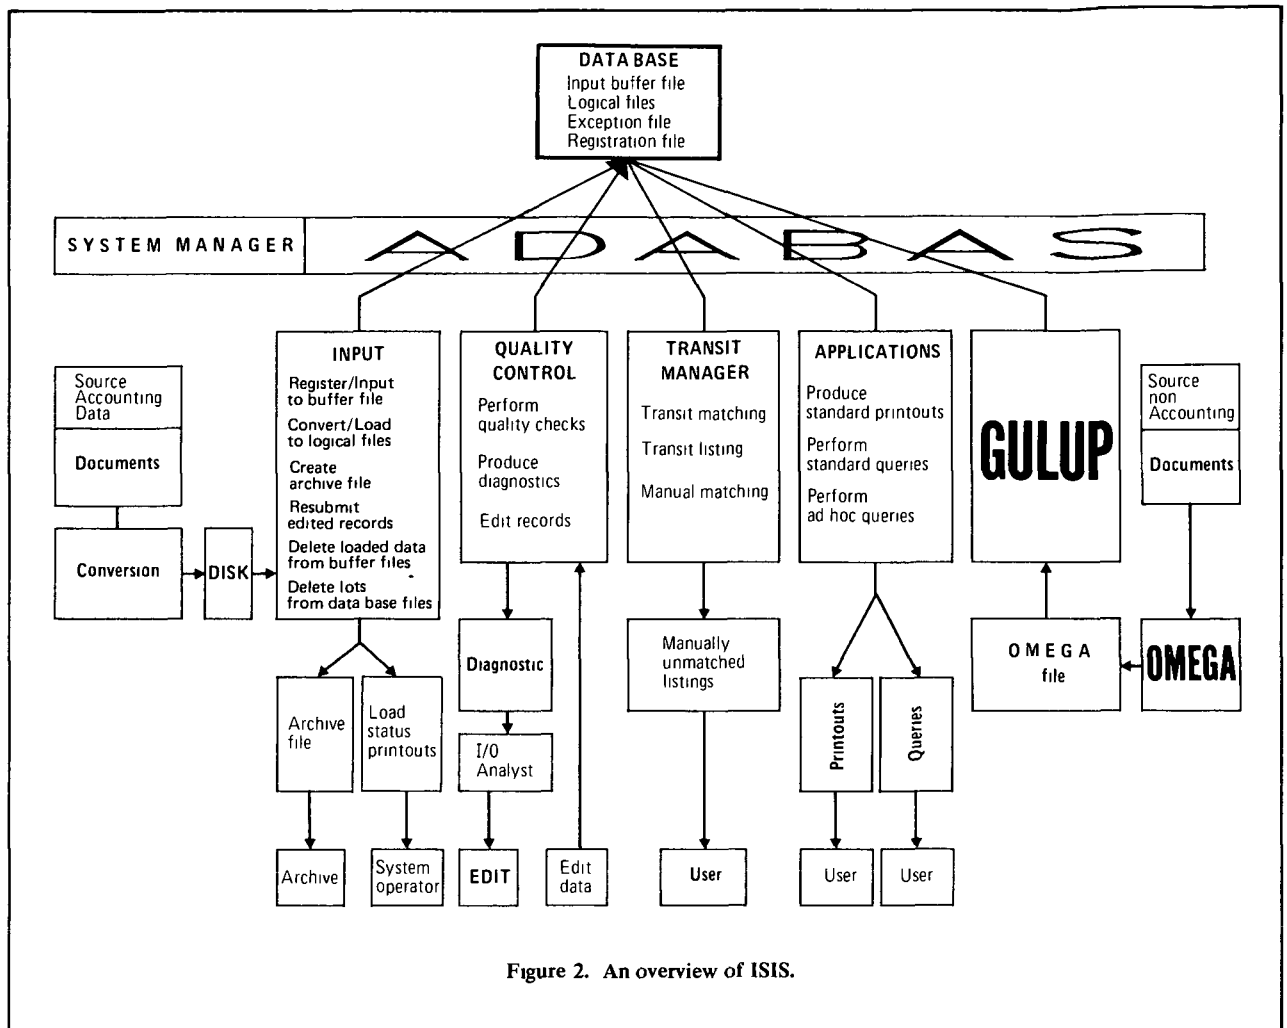 DATA BASE
Input buffer file
Logical files
Exception file
Registration file
SYSTEM MANAGER
ADABAS
Source
Accounting
Data
Documents
Conversion
DISK
INPUT
Register/Input
to buffer file
Convert/Load
to logical files
Create
archive file
Resubmit
edited records
Delete loaded data
from buffer files
Delete lots
from data base files
Archive
file
Load
status
printouts
Archive
System
operator
QUALITY
CONTROL
Perform
quality checks
Produce
diagnostics
Edit records
Diagnostic
I/O
Analyst
EDIT
Edit
data
TRANSIT
MANAGER
Transit matching
Transit listing
Manual matching
Manually
unmatched
listings
User
APPLICATIONS
Produce
standard printouts
Perform
standard queries
Perform
ad hoc queries
Printouts
Queries
User
User
GULUP
OMEGA
file
Source
non
Accounting
Documents
OMEGA
Figure 2. An overview of ISIS.